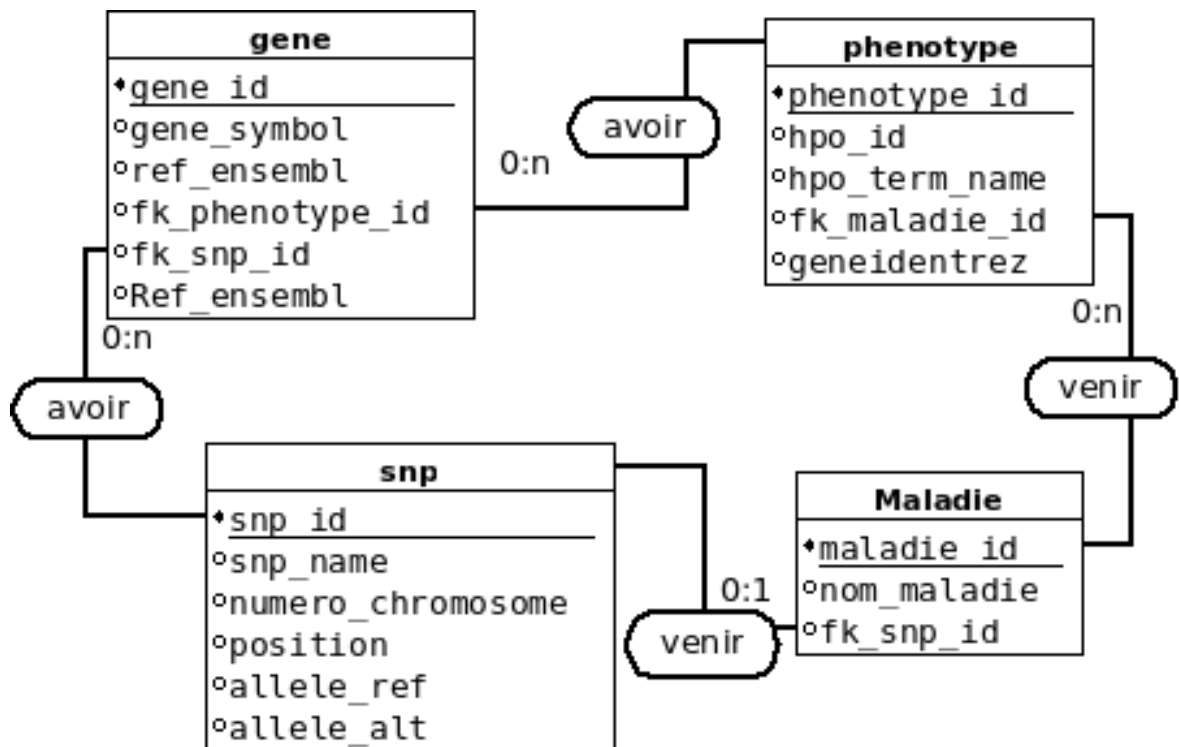 gene
gene_id
gene_symbol
ref_ensembl
fk_phenotype_id
fk_snp_id
Ref_ensembl
0:n
avoir
phenotype
phenotype_id
hpo_id
hpo_term_name
fk_maladie_id
geneidentrez
0:n
avoir
0:n
venir
snp
snp_id
snp_name
numero_chromosome
position
allele_ref
allele_alt
0:1
venir
Maladie
maladie_id
nom_maladie
fk_snp_id